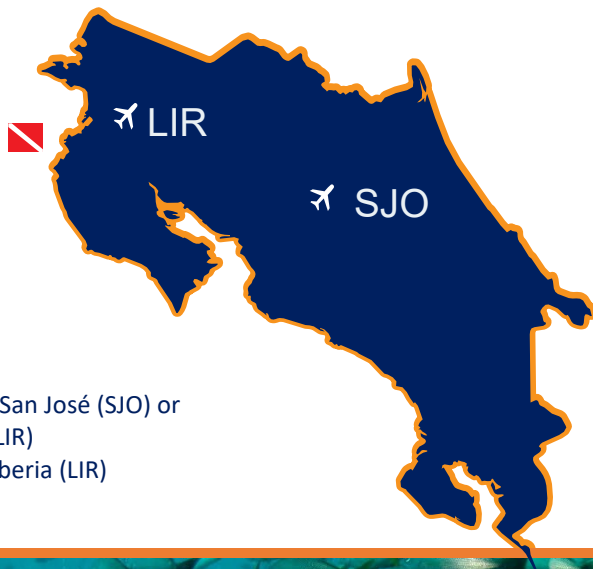 LIR
SJO
San José (SJO) or
LIR)
beria (LIR)